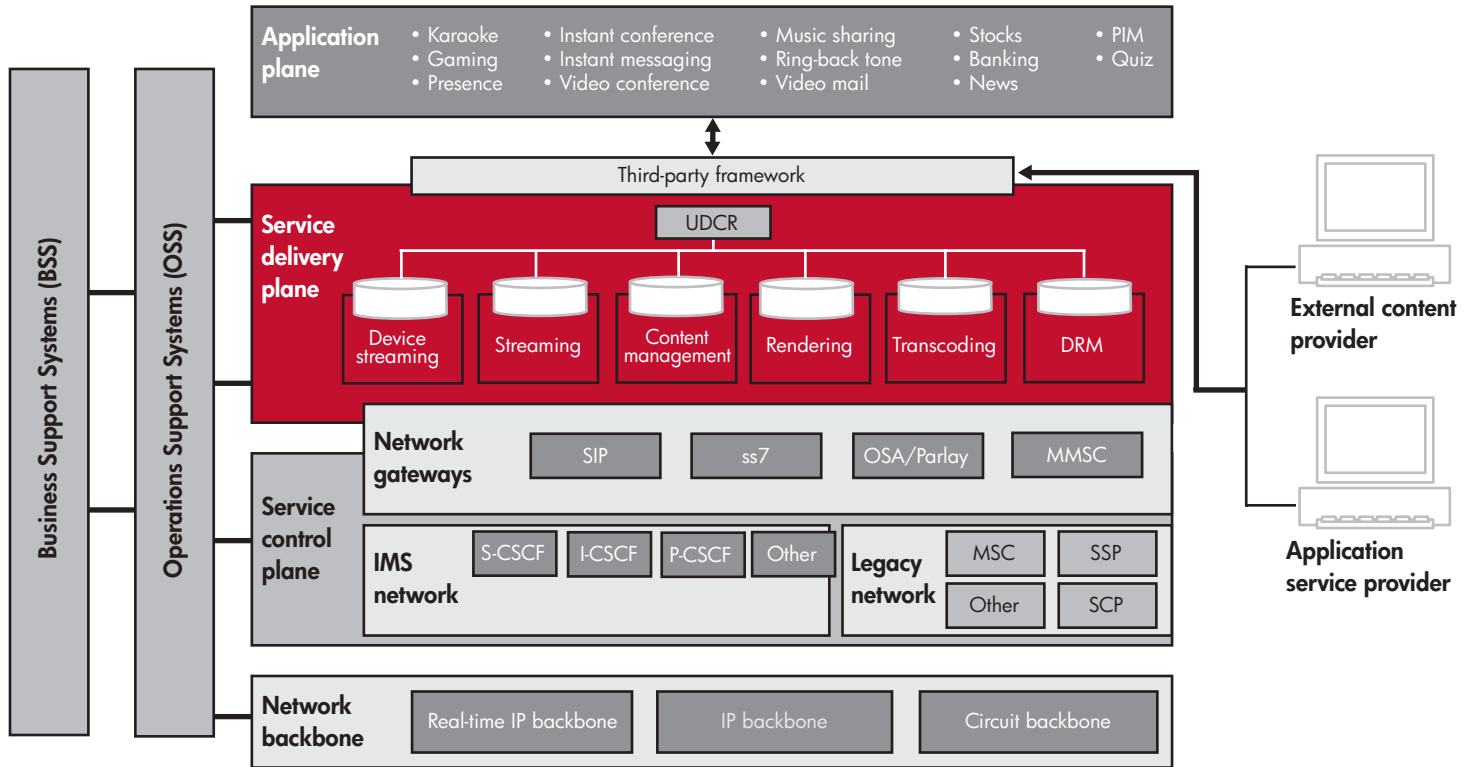 Application
plane
• Karaoke
• Gaming
• Presence
• Instant conference
• Instant messaging
• Video conference
• Music sharing
• Ring-back tone
• Video mail
• Stocks
• Banking
• News
• PIM
• Quiz
Business Support Systems (BSS)
Operations Support Systems (OSS)
Third-party framework
Service
delivery
plane
UDCR
Device
streaming
Streaming
Content
management
Rendering
Transcoding
DRM
External content
provider
Network
gateways
SIP
ss7
OSA/Parlay
MMSC
Service
control
plane
IMS
network
S-CSCF
I-CSCF
P-CSCF
Other
Legacy
network
MSC
SSP
Other
SCP
Application
service provider
Network
backbone
Real-time IP backbone
IP backbone
Circuit backbone